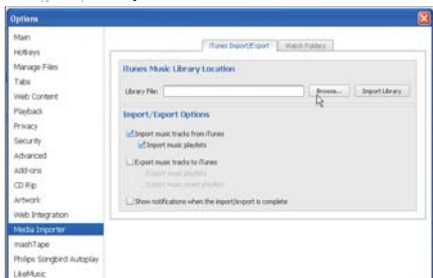 Options
Main
Hotkeys
Manage Files
Tabs
Web Content
Playback
Privacy
Security
Advanced
Add-ons
CD Rip
Artwork
Web Integration
Media Importer
mashTape
Philips Songbird Autoplay
LikeMusic
iTunes Import/Export
Watch Folders
iTunes Music Library Location
Library File:
Browse...
Import Library
Import/Export Options
Import music tracks from iTunes
Import music playlists
Export music tracks to iTunes
Export music playlists
Export music smart playlists
Show notifications when the import/export is complete